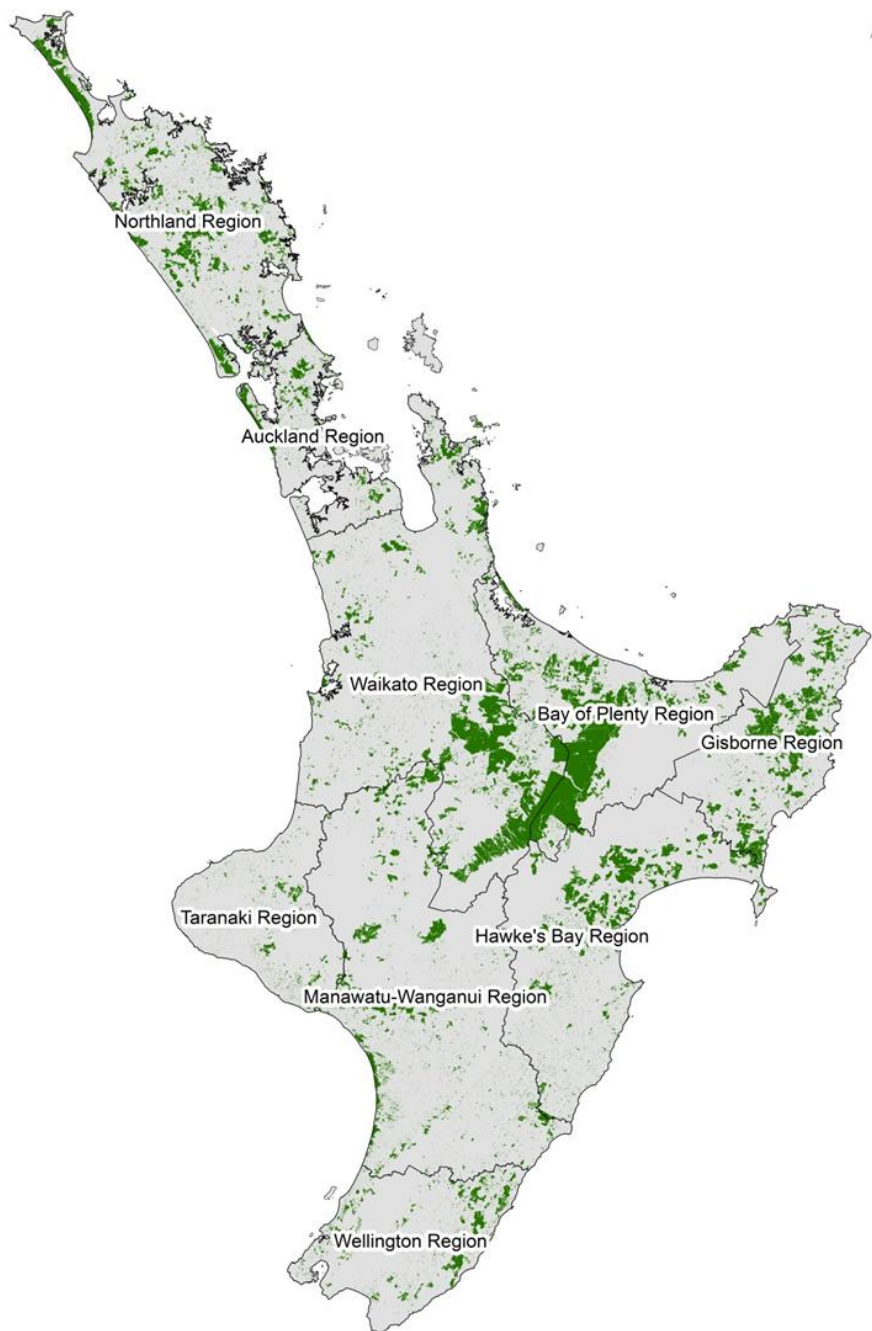 Northland Region
Auckland Region
Waikato Region
Bay of Plenty Region
Gisborne Region
Taranaki Region
Hawke's Bay Region
Manawatu-Wanganui Region
Wellington Region